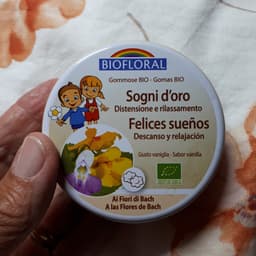 BIOFLORAL
Gommose BIO - Gomas BIO
Sogni d'oro
Distensione e rilassamento
Felices sueños
Descanso y relajación
Gusto vaniglia - Sabor vainilla
Ai Fiori di Bach
A las Flores de Bach